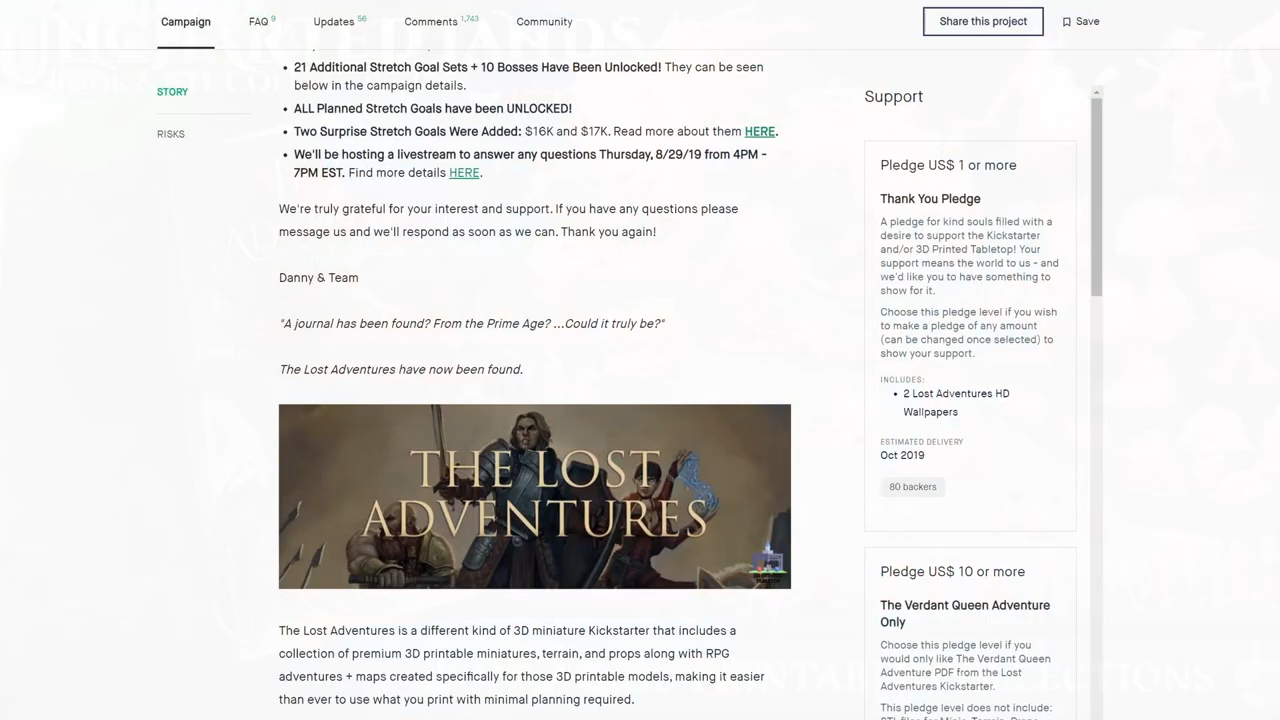 Campaign
FAQ 9
Updates 56
Comments 1,743
Community
Share this project
Save
STORY
RISKS
• 21 Additional Stretch Goal Sets + 10 Bosses Have Been Unlocked! They can be seen
below in the campaign details.
• ALL Planned Stretch Goals have been UNLOCKED!
• Two Surprise Stretch Goals Were Added: $16K and $17K. Read more about them HERE.
• We'll be hosting a livestream to answer any questions Thursday, 8/29/19 from 4PM -
7PM EST. Find more details HERE.
We're truly grateful for your interest and support. If you have any questions please
message us and we'll respond as soon as we can. Thank you again!
Danny & Team
"A journal has been found? From the Prime Age? ...Could it truly be?"
The Lost Adventures have now been found.
THE LOST
ADVENTURES
The Lost Adventures is a different kind of 3D miniature Kickstarter that includes a
collection of premium 3D printable miniatures, terrain, and props along with RPG
adventures + maps created specifically for those 3D printable models, making it easier
than ever to use what you print with minimal planning required.
Support
Pledge US$ 1 or more
Thank You Pledge
A pledge for kind souls filled with a
desire to support the Kickstarter
and/or 3D Printed Tabletop! Your
support means the world to us - and
we'd like you to have something to
show for it.
Choose this pledge level if you wish
to make a pledge of any amount
(can be changed once selected) to
show your support.
INCLUDES:
• 2 Lost Adventures HD
Wallpapers
ESTIMATED DELIVERY
Oct 2019
80 backers
Pledge US$ 10 or more
The Verdant Queen Adventure
Only
Choose this pledge level if you
would only like The Verdant Queen
Adventure PDF from the Lost
Adventures Kickstarter.
This pledge level does not include:
STL files for Minis, Terrain, Props